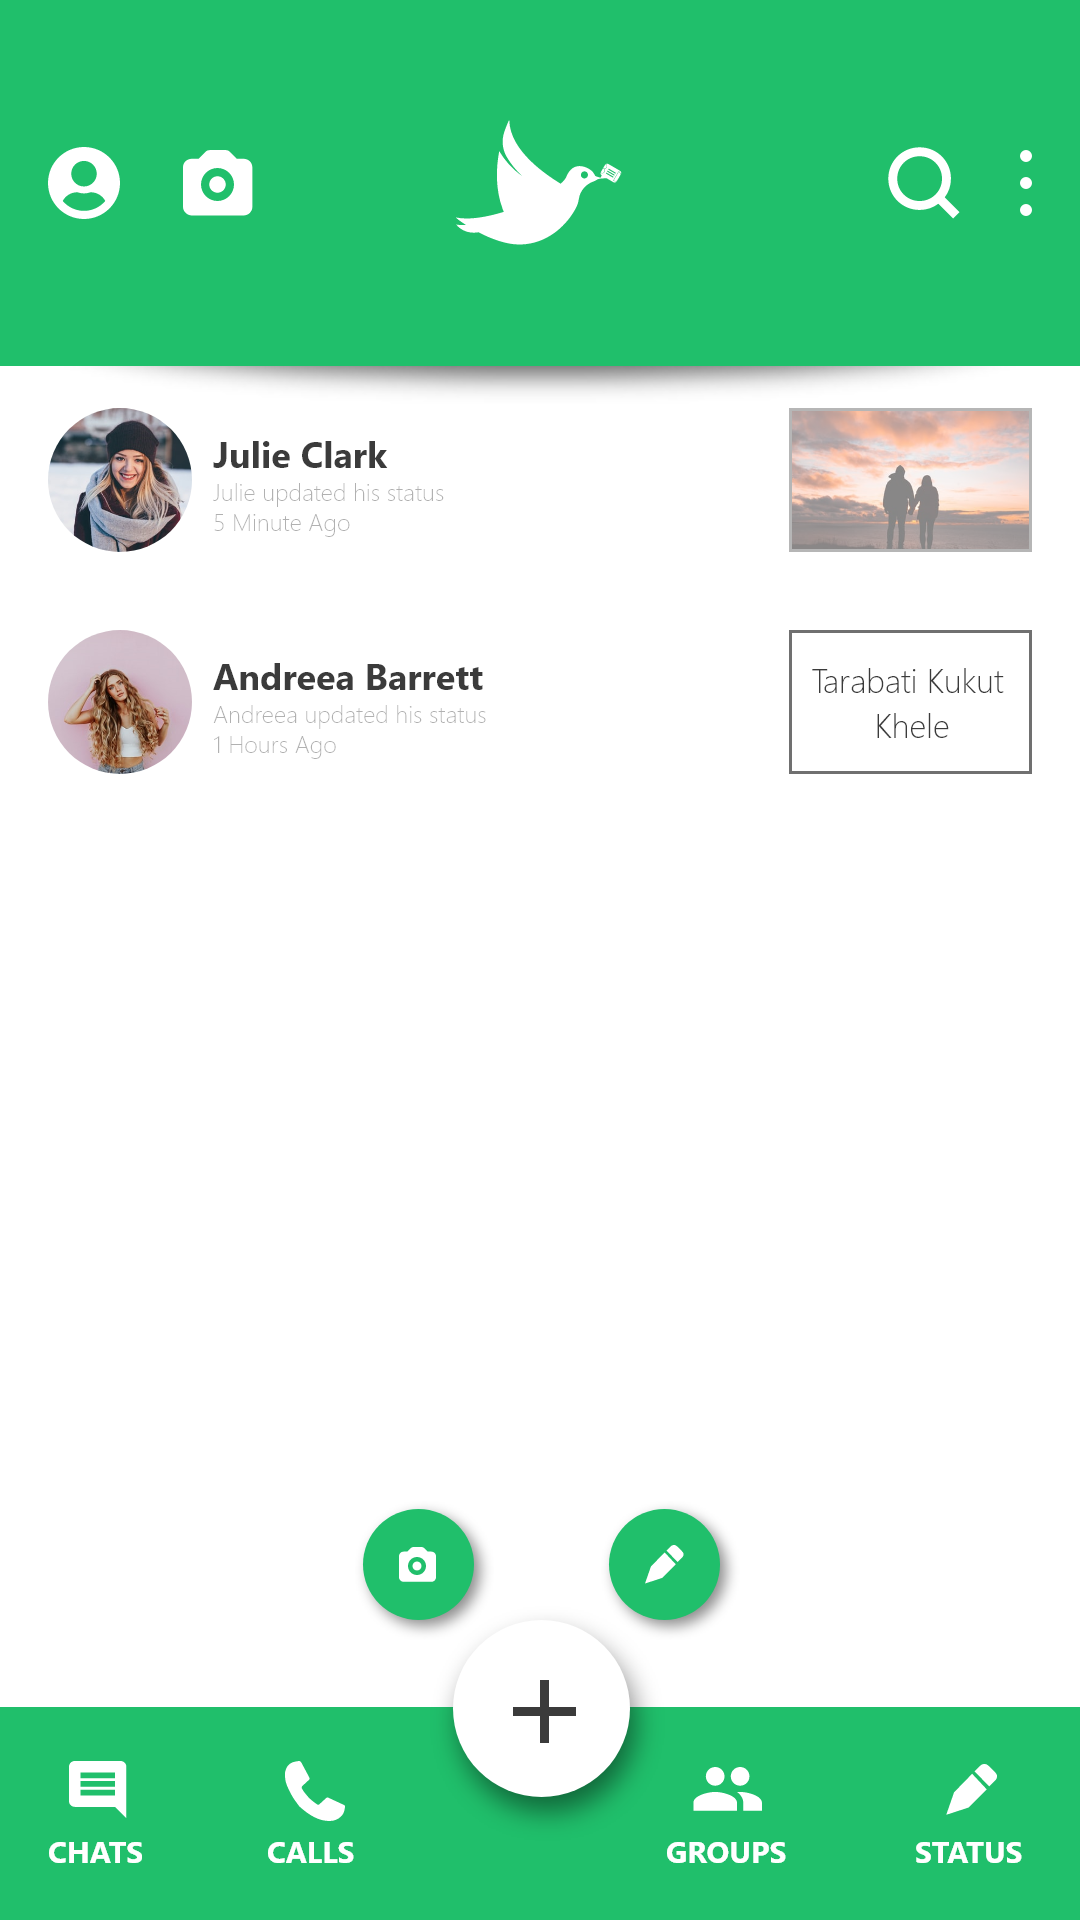 Julie Clark
Julie updated his status
5 Minute Ago
Andreea Barrett
Andreea updated his status
1 Hours Ago
Tarabati Kukut
Khele
CHATS
CALLS
GROUPS
STATUS